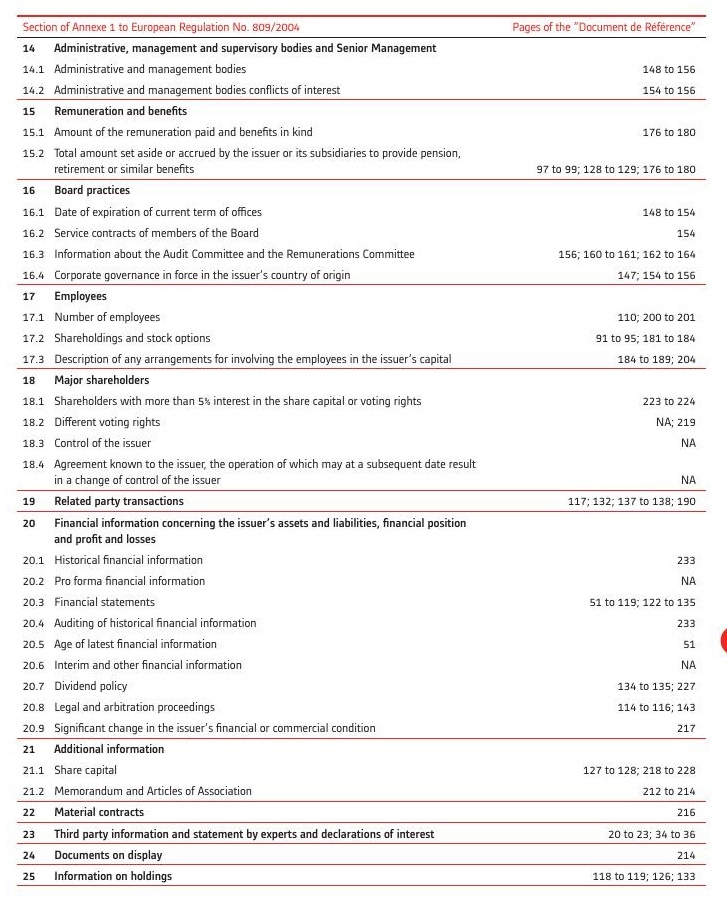 Section of Annexe 1 to European Regulation No. 809/2004 Pages of the "Document de Référence"
14 Administrative, management and supervisory bodies and Senior Management
14.1 Administrative and management bodies 148 to 156
14.2 Administrative and management bodies conflicts of interest 154 to 156
15 Remuneration and benefits
15.1 Amount of the remuneration paid and benefits in kind 176 to 180
15.2 Total amount set aside or accrued by the issuer or its subsidiaries to provide pension,
retirement or similar benefits 97 to 99; 128 to 129; 176 to 180
16 Board practices
16.1 Date of expiration of current term of offices 148 to 154
16.2 Service contracts of members of the Board 154
16.3 Information about the Audit Committee and the Remunerations Committee 156; 160 to 161; 162 to 164
16.4 Corporate governance in force in the issuer's country of origin 147; 154 to 156
17 Employees
17.1 Number of employees 110; 200 to 201
17.2 Shareholdings and stock options 91 to 95; 181 to 184
17.3 Description of any arrangements for involving the employees in the issuer's capital 184 to 189; 204
18 Major shareholders
18.1 Shareholders with more than 5% interest in the share capital or voting rights 223 to 224
18.2 Different voting rights NA; 219
18.3 Control of the issuer NA
18.4 Agreement known to the issuer, the operation of which may at a subsequent date result
in a change of control of the issuer NA
19 Related party transactions 117; 132; 137 to 138; 190
20 Financial information concerning the issuer's assets and liabilities, financial position
and profit and losses
20.1 Historical financial information 233
20.2 Pro forma financial information NA
20.3 Financial statements 51 to 119; 122 to 135
20.4 Auditing of historical financial information 233
20.5 Age of latest financial information 51
20.6 Interim and other financial information NA
20.7 Dividend policy 134 to 135; 227
20.8 Legal and arbitration proceedings 114 to 116; 143
20.9 Significant change in the issuer's financial or commercial condition 217
21 Additional information
21.1 Share capital 127 to 128; 218 to 228
21.2 Memorandum and Articles of Association 212 to 214
22 Material contracts 216
23 Third party information and statement by experts and declarations of interest 20 to 23; 34 to 36
24 Documents on display 214
25 Information on holdings 118 to 119; 126; 133